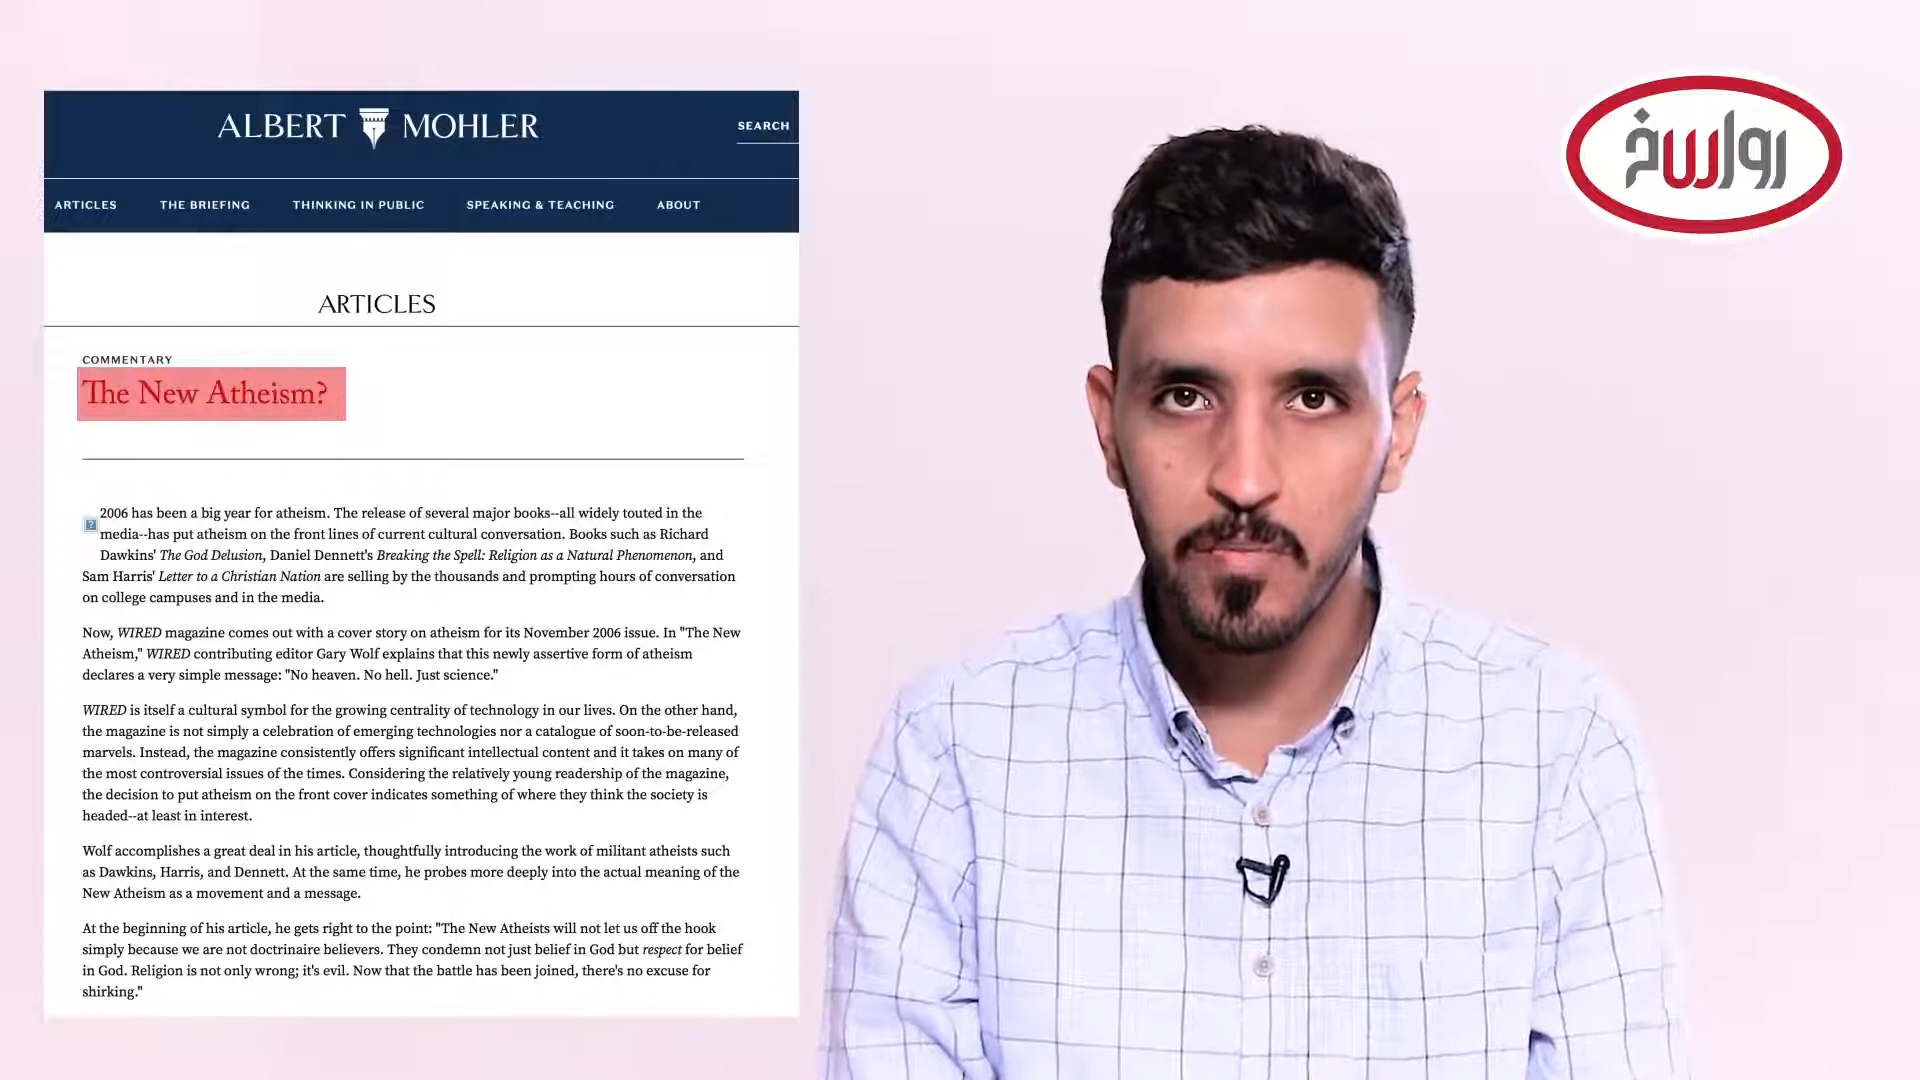 ALBERT MOHLER
SEARCH
ARTICLES THE BRIEFING THINKING IN PUBLIC SPEAKING & TEACHING ABOUT
ARTICLES
COMMENTARY
The New Atheism?
2006 has been a big year for atheism. The release of several major books--all widely touted in the
media--has put atheism on the front lines of current cultural conversation. Books such as Richard
Dawkins' The God Delusion, Daniel Dennett's Breaking the Spell: Religion as a Natural Phenomenon, and
Sam Harris' Letter to a Christian Nation are selling by the thousands and prompting hours of conversation
on college campuses and in the media.
Now, WIRED magazine comes out with a cover story on atheism for its November 2006 issue. In "The New
Atheism," WIRED contributing editor Gary Wolf explains that this newly assertive form of atheism
declares a very simple message: "No heaven. No hell. Just science."
WIRED is itself a cultural symbol for the growing centrality of technology in our lives. On the other hand,
the magazine is not simply a celebration of emerging technologies nor a catalogue of soon-to-be-released
marvels. Instead, the magazine consistently offers significant intellectual content and it takes on many of
the most controversial issues of the times. Considering the relatively young readership of the magazine,
the decision to put atheism on the front cover indicates something of where they think the society is
headed--at least in interest.
Wolf accomplishes a great deal in his article, thoughtfully introducing the work of militant atheists such
as Dawkins, Harris, and Dennett. At the same time, he probes more deeply into the actual meaning of the
New Atheism as a movement and a message.
At the beginning of his article, he gets right to the point: "The New Atheists will not let us off the hook
simply because we are not doctrinaire believers. They condemn not just belief in God but respect for belief
in God. Religion is not only wrong; it's evil. Now that the battle has been joined, there's no excuse for
shirking."
رواسخ